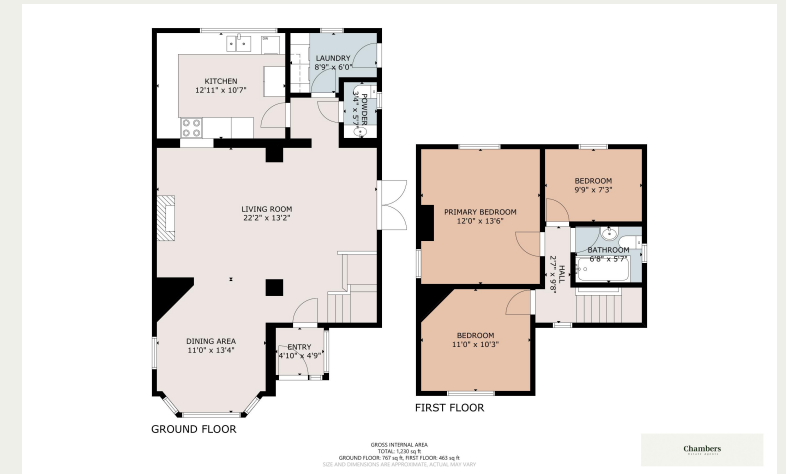 KITCHEN
12'11" x 10'7"
DW
LAUNDRY
8'9" x 6'0"
POWDER
3'4" x 5'7"
LIVING ROOM
22'2" x 13'2"
DINING AREA
11'0" x 13'4"
ENTRY
4'10" x 4'9"
GROUND FLOOR
PRIMARY BEDROOM
12'0" x 13'6"
BEDROOM
9'9" x 7'3"
BATHROOM
6'8" x 5'7"
HALL
2'7" x 9'8"
BEDROOM
11'0" x 10'3"
FIRST FLOOR
GROSS INTERNAL AREA
TOTAL: 1,230 sq ft
GROUND FLOOR: 767 sq ft, FIRST FLOOR: 463 sq ft
SIZE AND DIMENSIONS ARE APPROXIMATE, ACTUAL MAY VARY
Chambers
estate agents